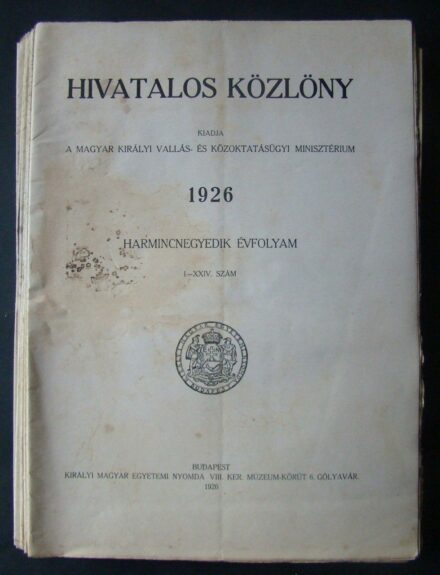 HIVATALOS KÖZLÖNY
KIADJA
A MAGYAR KIRÁLYI VALLÁS- ÉS KÖZOKTATÁSÜGYI MINISZTÉRIUM
1926
HARMINCNEGYEDIK ÉVFOLYAM
I—XXIV. SZÁM
BUDAPEST
KIRÁLYI MAGYAR EGYETEMI NYOMDA VIII. KER. MÚZEUM-KÖRÚT 6. GÓLYAVÁR.
1926